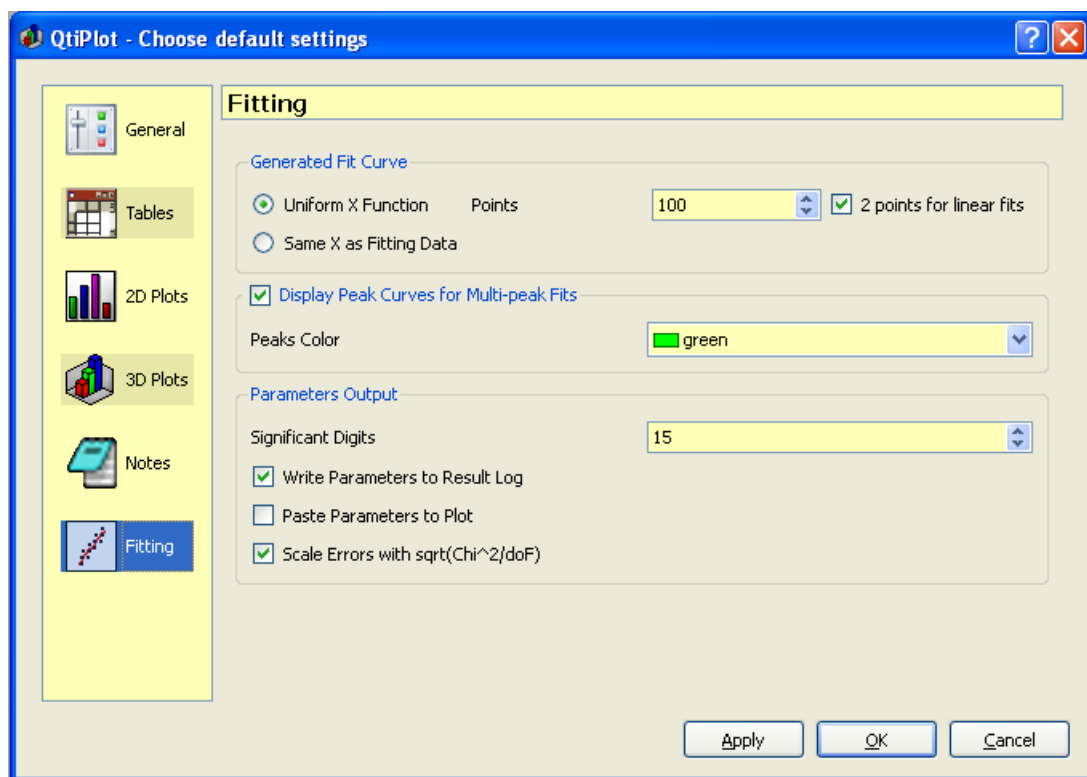 QtiPlot - Choose default settings
General
Tables
2D Plots
3D Plots
Notes
Fitting
Fitting
Generated Fit Curve
Uniform X Function Points 100 2 points for linear fits
Same X as Fitting Data
Display Peak Curves for Multi-peak Fits
Peaks Color green
Parameters Output
Significant Digits 15
Write Parameters to Result Log
Paste Parameters to Plot
Scale Errors with sqrt(Chi^2/doF)
Apply OK Cancel